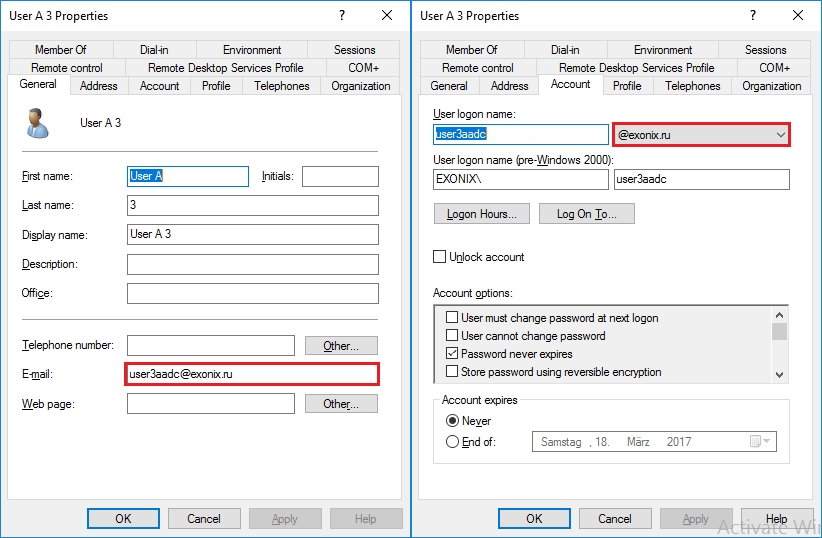 User A 3 Properties
?
Member Of Dial-in Environment Sessions
Remote control Remote Desktop Services Profile COM+
General Address Account Profile Telephones Organization
User A 3
First name: User A Initials:
Last name: 3
Display name: User A 3
Description:
Office:
Telephone number: Other...
E-mail: user3aadc@exonix.ru
Web page: Other...
OK Cancel Apply Help
User A 3 Properties
?
Member Of Dial-in Environment Sessions
Remote control Remote Desktop Services Profile COM+
General Address Account Profile Telephones Organization
User logon name:
user3aadc @exonix.ru
User logon name (pre-Windows 2000):
EXONIX\ user3aadc
Logon Hours... Log On To...
Unlock account
Account options:
User must change password at next logon
User cannot change password
Password never expires
Store password using reversible encryption
Account expires
Never
End of: Samstag , 18. März 2017
OK Cancel Apply Help
Activate Win